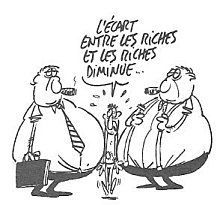 L'ÉCART
ENTRE LES RICHES
ET LES RICHES
DIMINUE...